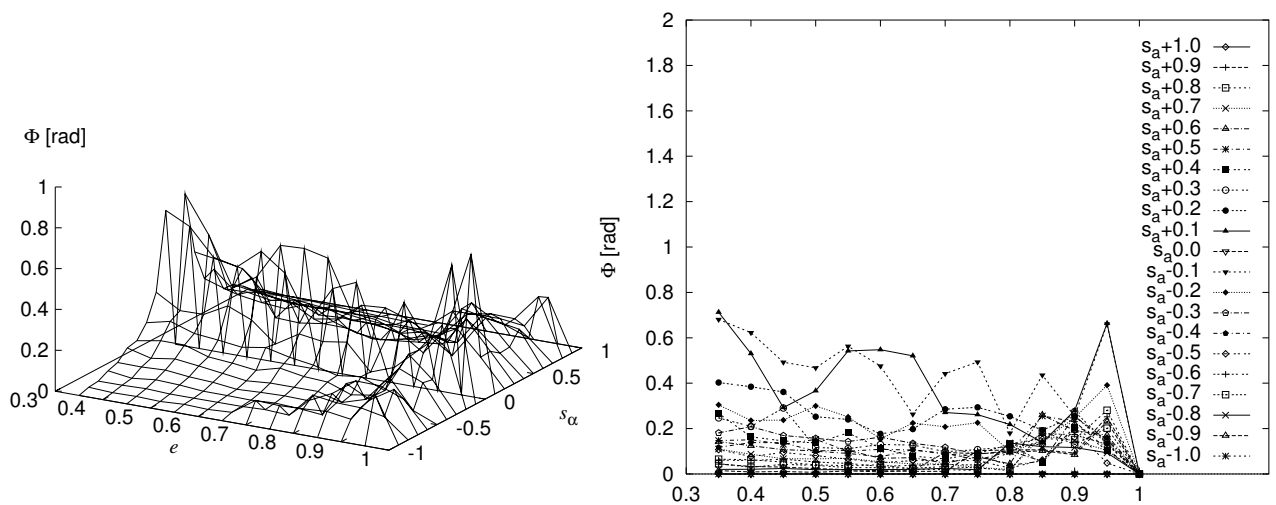 Φ [rad]
1
0.8
0.6
0.4
0.2
0
0.3
0.4
0.5
0.6
0.7
0.8
0.9
1
e
-1
-0.5
0
0.5
1
sα
2
1.8
1.6
1.4
1.2
1
0.8
0.6
0.4
0.2
0
Φ [rad]
0.3 0.4 0.5 0.6 0.7 0.8 0.9 1
sa+1.0
sa+0.9
sa+0.8
sa+0.7
sa+0.6
sa+0.5
sa+0.4
sa+0.3
sa+0.2
sa+0.1
sa0.0
sa-0.1
sa-0.2
sa-0.3
sa-0.4
sa-0.5
sa-0.6
sa-0.7
sa-0.8
sa-0.9
sa-1.0